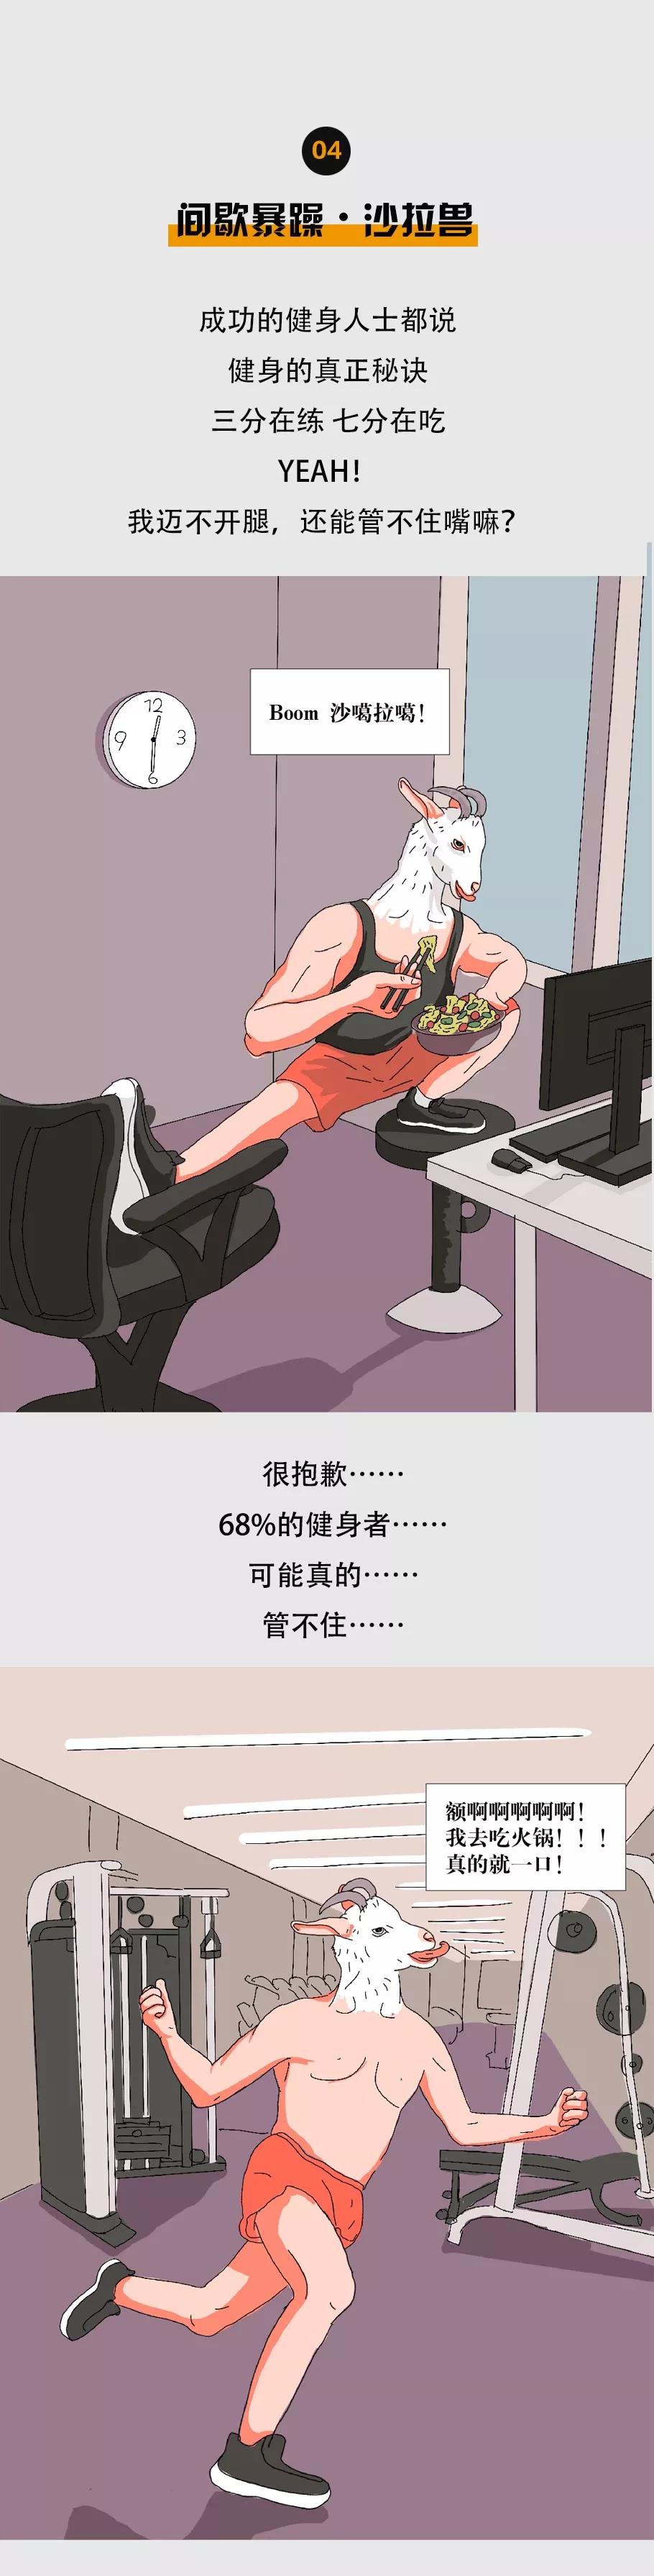 04
间歇暴躁·沙拉兽
成功的健身人士都说
健身的真正秘诀
三分在练 七分在吃
YEAH!
我迈不开腿，还能管不住嘴嘛?
12
9 3
6
Boom 沙噶拉噶!
很抱歉……
68%的健身者……
可能真的……
管不住……
额啊啊啊啊啊!
我去吃火锅!!!
真的就一口!